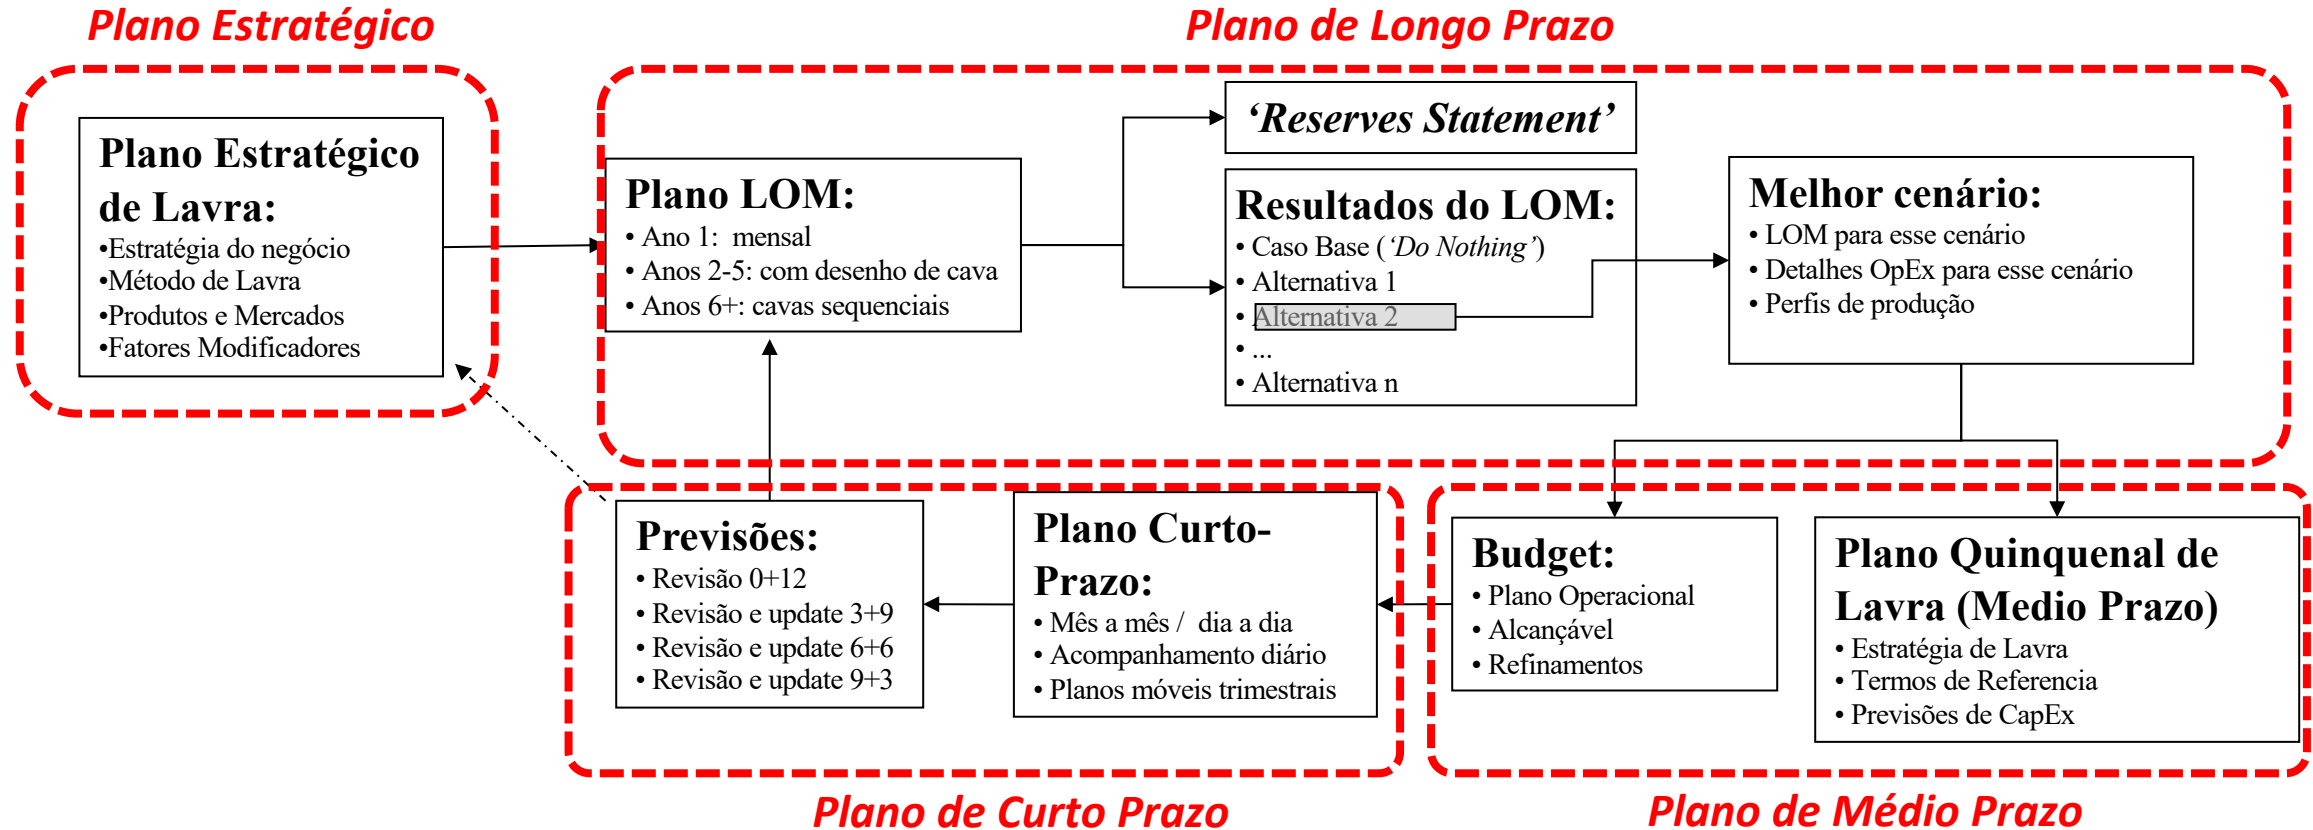 Plano Estratégico
Plano de Longo Prazo
Plano Estratégico
de Lavra:
•Estratégia do negócio
•Método de Lavra
•Produtos e Mercados
•Fatores Modificadores
Plano LOM:
• Ano 1: mensal
• Anos 2-5: com desenho de cava
• Anos 6+: cavas sequenciais
‘Reserves Statement’
Resultados do LOM:
• Caso Base (‘Do Nothing’)
• Alternativa 1
• Alternativa 2
• ...
• Alternativa n
Melhor cenário:
• LOM para esse cenário
• Detalhes OpEx para esse cenário
• Perfis de produção
Previsões:
• Revisão 0+12
• Revisão e update 3+9
• Revisão e update 6+6
• Revisão e update 9+3
Plano Curto-
Prazo:
• Mês a mês / dia a dia
• Acompanhamento diário
• Planos móveis trimestrais
Budget:
• Plano Operacional
• Alcançável
• Refinamentos
Plano Quinquenal de
Lavra (Medio Prazo)
• Estratégia de Lavra
• Termos de Referencia
• Previsões de CapEx
Plano de Curto Prazo
Plano de Médio Prazo